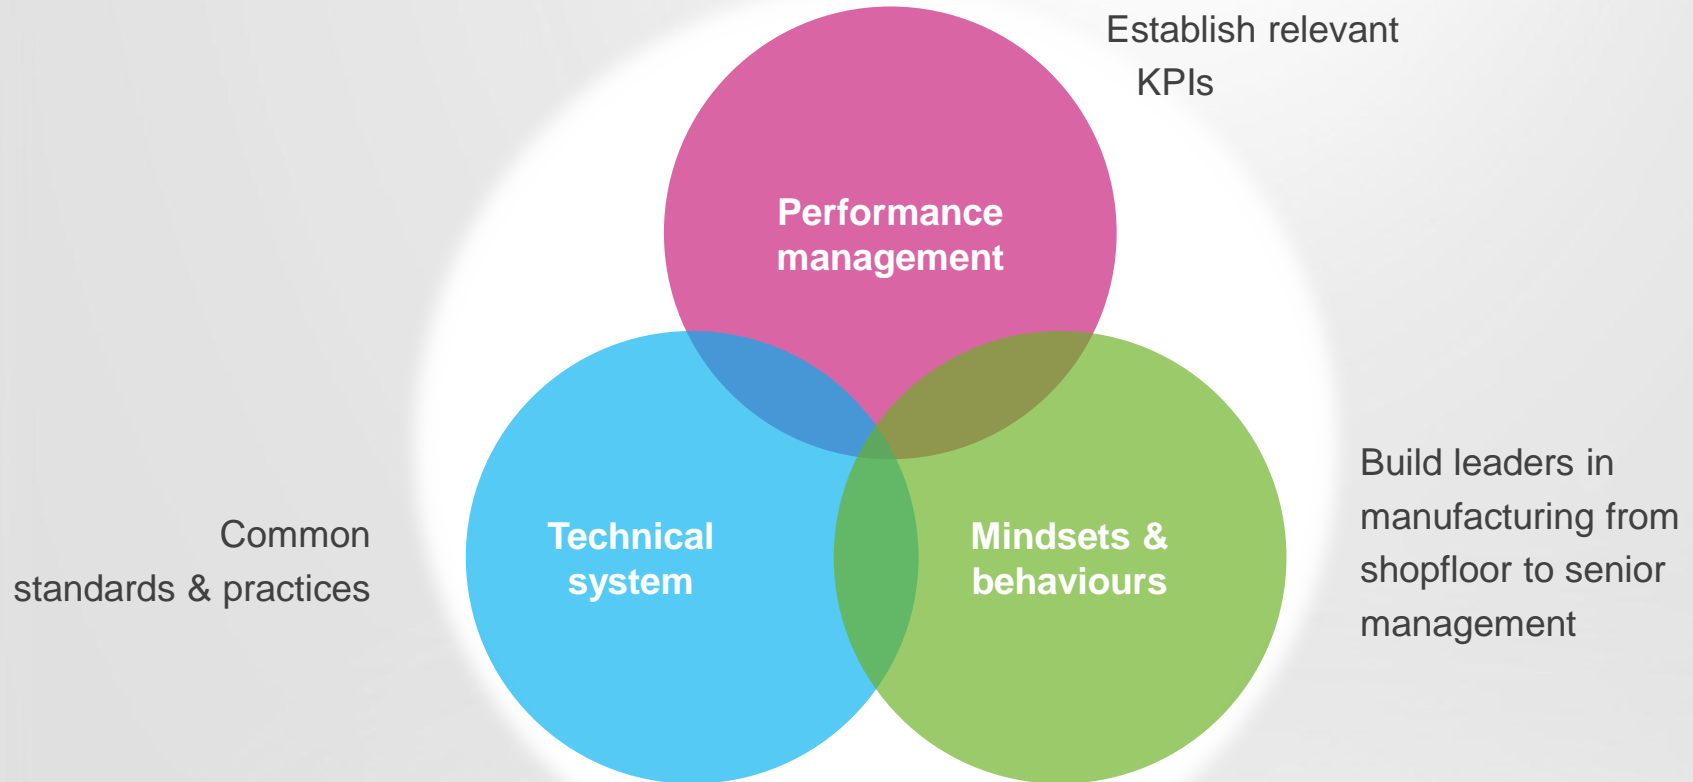 Establish relevant
KPIs
Performance
management
Common
standards & practices
Technical
system
Mindsets &
behaviours
Build leaders in
manufacturing from
shopfloor to senior
management